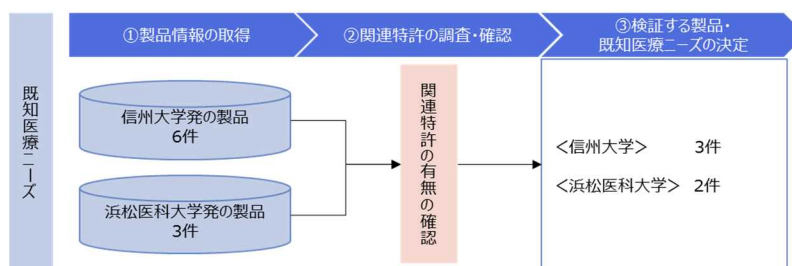 ①製品情報の取得
②関連特許の調査・確認
③検証する製品・
既知医療ニーズの決定
既知医療ニーズ
信州大学発の製品
6件
浜松医科大学発の製品
3件
関連特許の有無の確認
<信州大学> 3件
<浜松医科大学> 2件